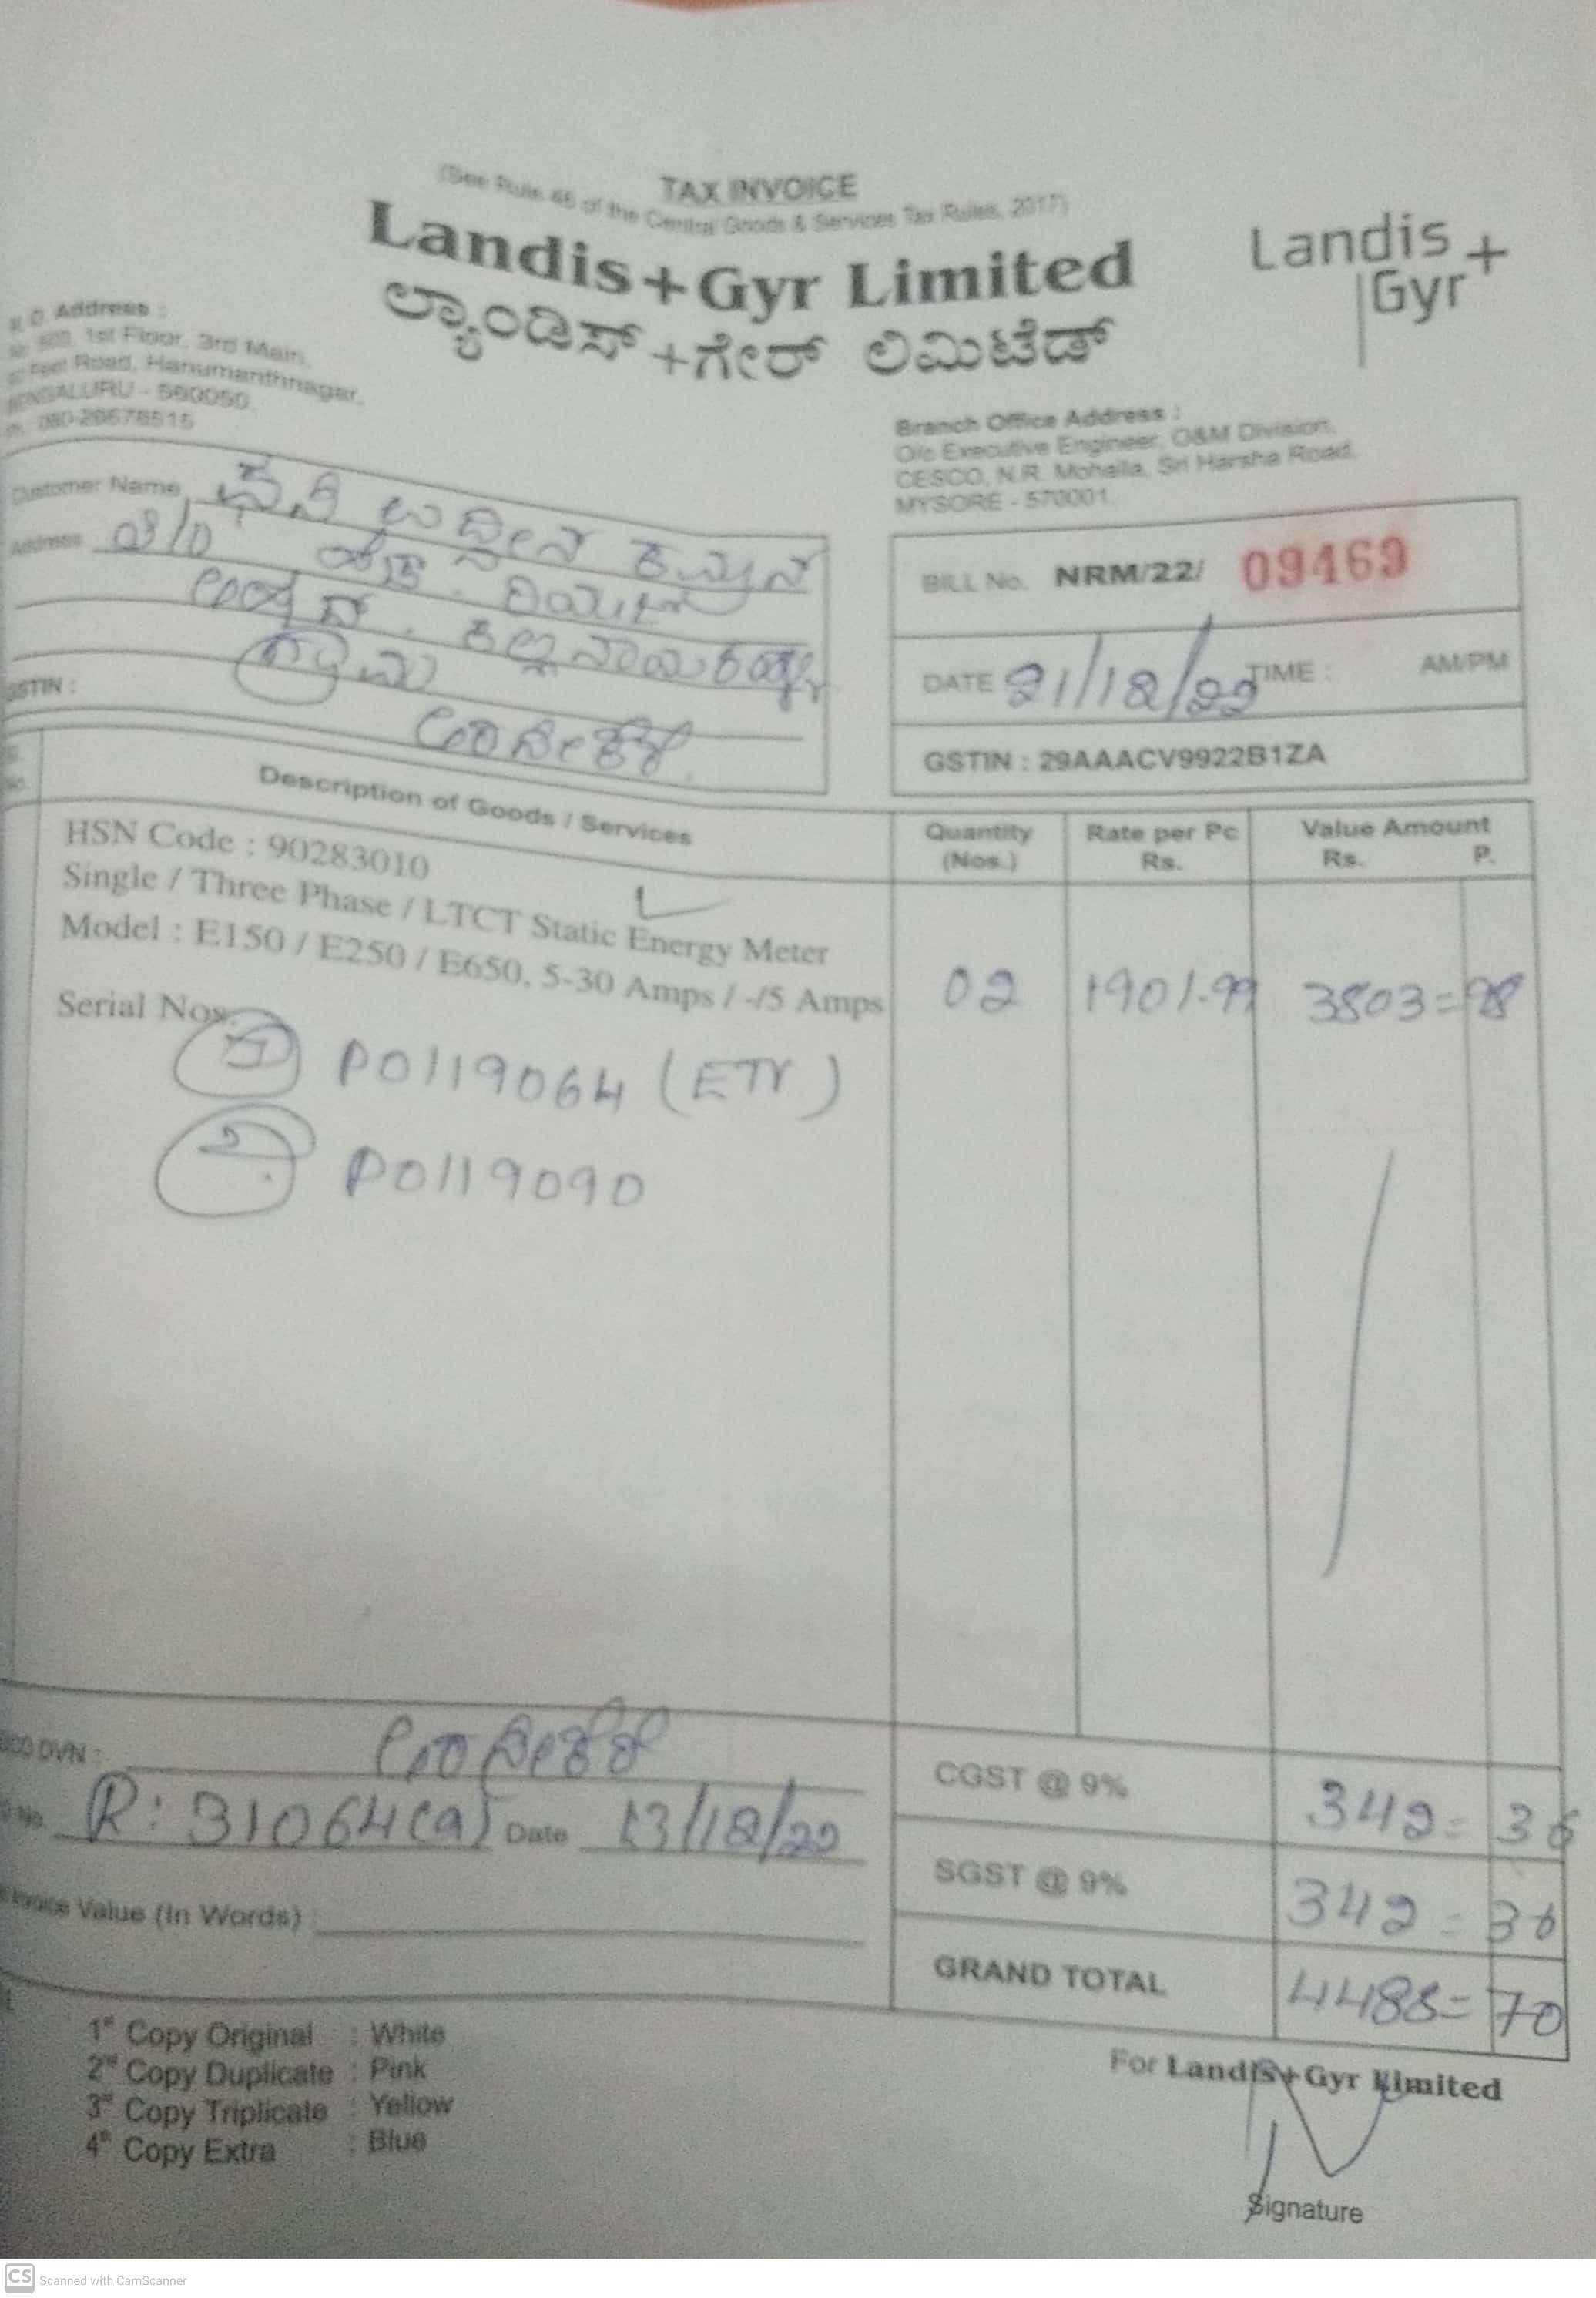 TAX INVOICE
(See Rule 46 of the Central Goods & Services Tax Rules, 2017)
Landis+Gyr Limited
ಲ್ಯಾಂಡಿಸ್ +ಗೇರ್ ಲಿಮಿಟೆಡ್
Landis
Gyr+
Address :
1st Floor, 3rd Main,
Feet Road, Hanumanthnagar,
BENGALURU - 560050.
080-26678515
Branch Office Address :
O/o Executive Engineer, O&M Division,
CESCO, N.R. Mohalla, Sri Harsha Road,
MYSORE - 570001.
Customer Name
Address
GSTIN :
BILL No. NRM/22/ 09469
DATE 21/12/22 TIME : AM/PM
GSTIN : 29AAACV9922B1ZA
Description of Goods / Services
Quantity (Nos.)
Rate per Pc Rs.
Value Amount
Rs. P.
HSN Code : 90283010
Single / Three Phase / LTCT Static Energy Meter
Model : E150 / E250 / E650, 5-30 Amps / -/5 Amps
02 1901.99 3803=98
Serial Nos.
1 P0119064 (ETV)
2. P0119090
DVN :
R: 31064(a) Date 13/12/22
Invoice Value (In Words) :
CGST @ 9% 342= 36
SGST @ 9% 342 = 36
GRAND TOTAL 4488= 70
1st Copy Original : White
2nd Copy Duplicate : Pink
3rd Copy Triplicate : Yellow
4th Copy Extra : Blue
For Landis+Gyr Limited
Signature
CS Scanned with CamScanner